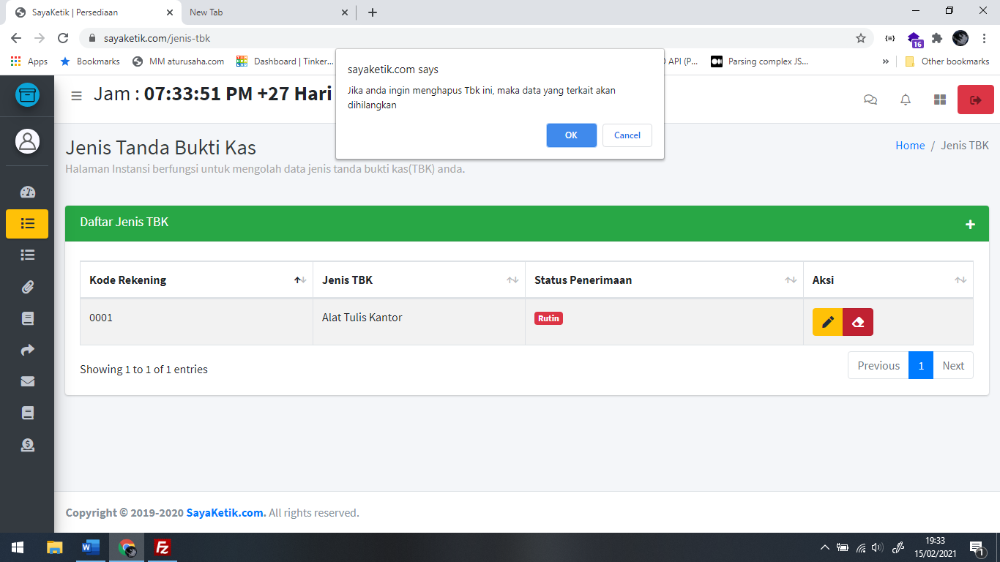 SayaKetik | Persediaan
New Tab
sayaketik.com/jenis-tbk
16
Apps
Bookmarks
MM aturusaha.com
Dashboard | Tinker...
API (P...
Parsing complex JS...
»
Other bookmarks
sayaketik.com says
Jika anda ingin menghapus Tbk ini, maka data yang terkait akan
dihilangkan
OK
Cancel
Jam : 07:33:51 PM +27 Hari
Jenis Tanda Bukti Kas
Home / Jenis TBK
Halaman Instansi berfungsi untuk mengolah data jenis tanda bukti kas(TBK) anda.
Daftar Jenis TBK
Kode Rekening
Jenis TBK
Status Penerimaan
Aksi
0001
Alat Tulis Kantor
Rutin
Showing 1 to 1 of 1 entries
Previous
1
Next
Copyright © 2019-2020 SayaKetik.com. All rights reserved.
19:33
15/02/2021
1